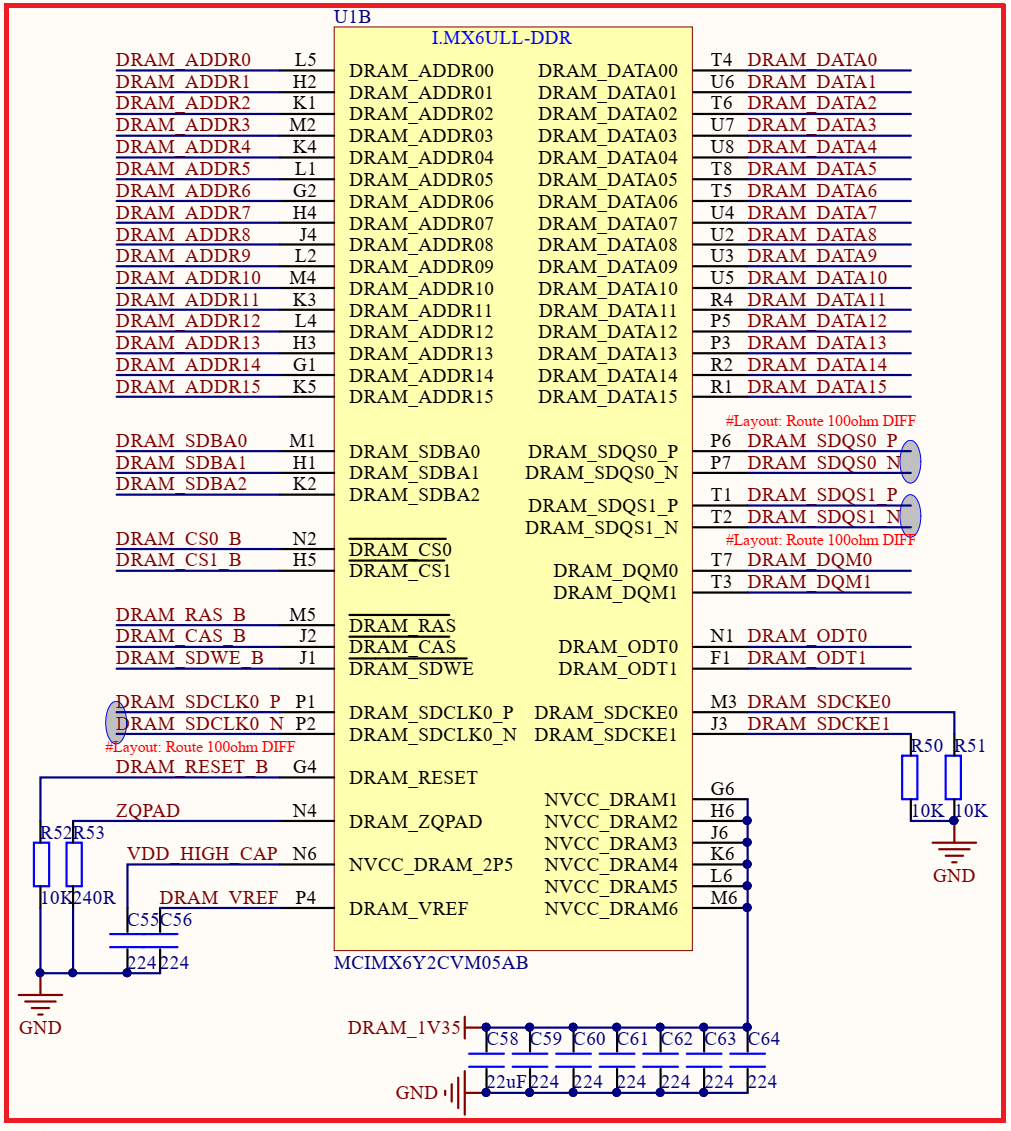 U1B
I.MX6ULL-DDR
DRAM_ADDR0 L5 DRAM_ADDR00 DRAM_DATA00 T4 DRAM_DATA0
DRAM_ADDR1 H2 DRAM_ADDR01 DRAM_DATA01 U6 DRAM_DATA1
DRAM_ADDR2 K1 DRAM_ADDR02 DRAM_DATA02 T6 DRAM_DATA2
DRAM_ADDR3 M2 DRAM_ADDR03 DRAM_DATA03 U7 DRAM_DATA3
DRAM_ADDR4 K4 DRAM_ADDR04 DRAM_DATA04 U8 DRAM_DATA4
DRAM_ADDR5 L1 DRAM_ADDR05 DRAM_DATA05 T8 DRAM_DATA5
DRAM_ADDR6 G2 DRAM_ADDR06 DRAM_DATA06 T5 DRAM_DATA6
DRAM_ADDR7 H4 DRAM_ADDR07 DRAM_DATA07 U4 DRAM_DATA7
DRAM_ADDR8 J4 DRAM_ADDR08 DRAM_DATA08 U2 DRAM_DATA8
DRAM_ADDR9 L2 DRAM_ADDR09 DRAM_DATA09 U3 DRAM_DATA9
DRAM_ADDR10 M4 DRAM_ADDR10 DRAM_DATA10 U5 DRAM_DATA10
DRAM_ADDR11 K3 DRAM_ADDR11 DRAM_DATA11 R4 DRAM_DATA11
DRAM_ADDR12 L4 DRAM_ADDR12 DRAM_DATA12 P5 DRAM_DATA12
DRAM_ADDR13 H3 DRAM_ADDR13 DRAM_DATA13 P3 DRAM_DATA13
DRAM_ADDR14 G1 DRAM_ADDR14 DRAM_DATA14 R2 DRAM_DATA14
DRAM_ADDR15 K5 DRAM_ADDR15 DRAM_DATA15 R1 DRAM_DATA15
#Layout: Route 100ohm DIFF
DRAM_SDBA0 M1 DRAM_SDBA0 DRAM_SDQS0_P P6 DRAM_SDQS0_P
DRAM_SDBA1 H1 DRAM_SDBA1 DRAM_SDQS0_N P7 DRAM_SDQS0_N
DRAM_SDBA2 K2 DRAM_SDBA2
DRAM_SDQS1_P T1 DRAM_SDQS1_P
DRAM_SDQS1_N T2 DRAM_SDQS1_N
#Layout: Route 100ohm DIFF
DRAM_CS0_B N2 DRAM_CS0
DRAM_CS1_B H5 DRAM_CS1 DRAM_DQM0 T7 DRAM_DQM0
DRAM_DQM1 T3 DRAM_DQM1
DRAM_RAS_B M5 DRAM_RAS
DRAM_CAS_B J2 DRAM_CAS DRAM_ODT0 N1 DRAM_ODT0
DRAM_SDWE_B J1 DRAM_SDWE DRAM_ODT1 F1 DRAM_ODT1
DRAM_SDCLK0_P P1 DRAM_SDCLK0_P DRAM_SDCKE0 M3 DRAM_SDCKE0
DRAM_SDCLK0_N P2 DRAM_SDCLK0_N DRAM_SDCKE1 J3 DRAM_SDCKE1
#Layout: Route 100ohm DIFF
R50 R51
DRAM_RESET_B G4 DRAM_RESET
NVCC_DRAM1 G6
10K 10K
ZQPAD N4 DRAM_ZQPAD NVCC_DRAM2 H6
R52 R53
NVCC_DRAM3 J6
VDD_HIGH_CAP N6 NVCC_DRAM_2P5 NVCC_DRAM4 K6
GND
NVCC_DRAM5 L6
10K 240R
DRAM_VREF P4 DRAM_VREF NVCC_DRAM6 M6
C55 C56
224 224
MCIMX6Y2CVM05AB
GND
DRAM_1V35
C58 C59 C60 C61 C62 C63 C64
22uF 224 224 224 224 224 224
GND